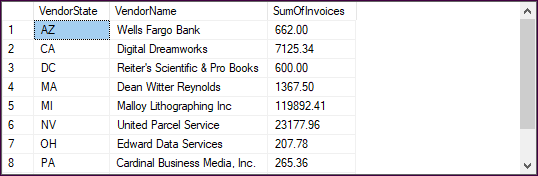 VendorState VendorName SumOfInvoices
1 AZ Wells Fargo Bank 662.00
2 CA Digital Dreamworks 7125.34
3 DC Reiter's Scientific & Pro Books 600.00
4 MA Dean Witter Reynolds 1367.50
5 MI Malloy Lithographing Inc 119892.41
6 NV United Parcel Service 23177.96
7 OH Edward Data Services 207.78
8 PA Cardinal Business Media, Inc. 265.36